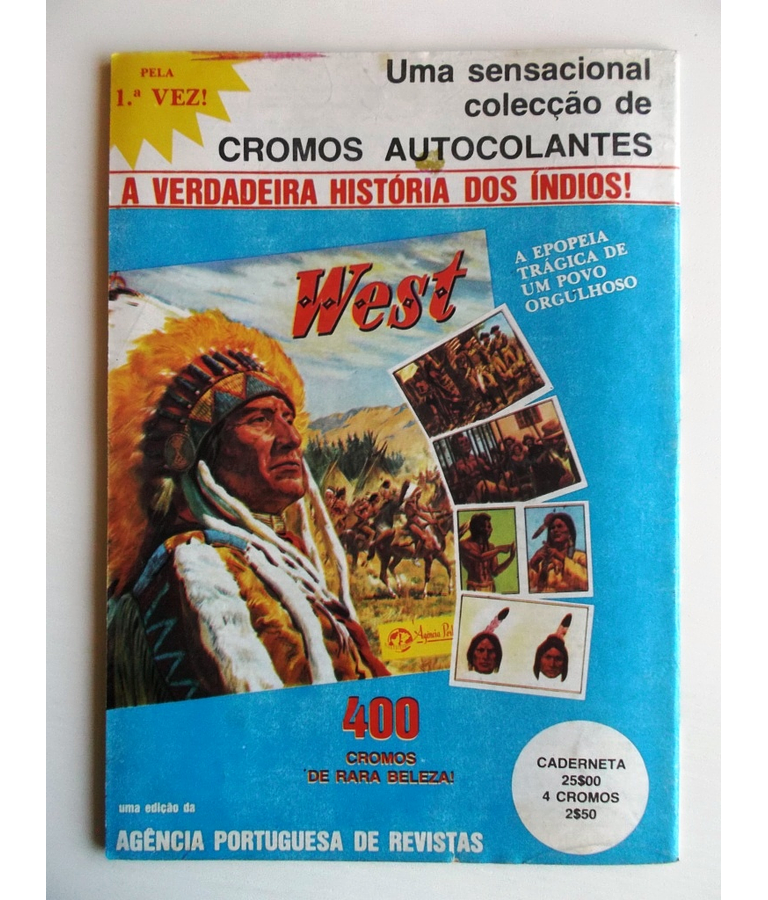 PELA
1.ª VEZ!
Uma sensacional
colecção de
CROMOS AUTOCOLANTES
A VERDADEIRA HISTÓRIA DOS ÍNDIOS!
West
A EPOPEIA
TRÁGICA DE
UM POVO
ORGULHOSO
Agência
400
CROMOS
DE RARA BELEZA!
CADERNETA
25$00
4 CROMOS
2$50
uma edição da
AGÊNCIA PORTUGUESA DE REVISTAS